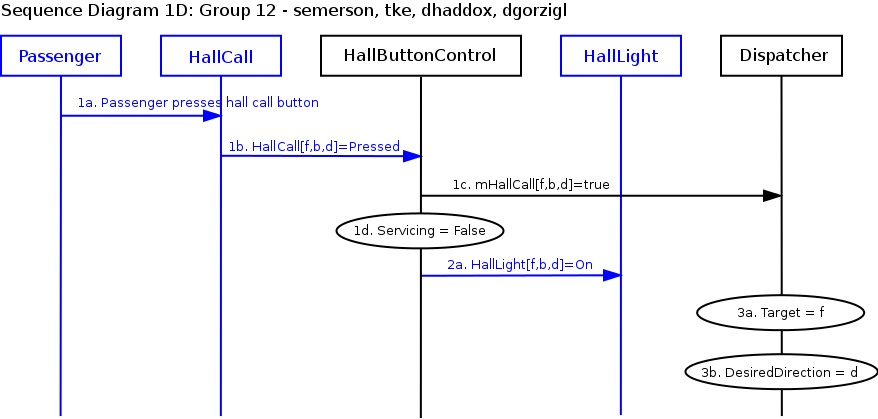 Sequence Diagram 1D: Group 12 - semerson, tke, dhaddox, dgorzigl
Passenger
HallCall
HallButtonControl
HallLight
Dispatcher
1a. Passenger presses hall call button
1b. HallCall[f,b,d]=Pressed
1c. mHallCall[f,b,d]=true
1d. Servicing = False
2a. HallLight[f,b,d]=On
3a. Target = f
3b. DesiredDirection = d